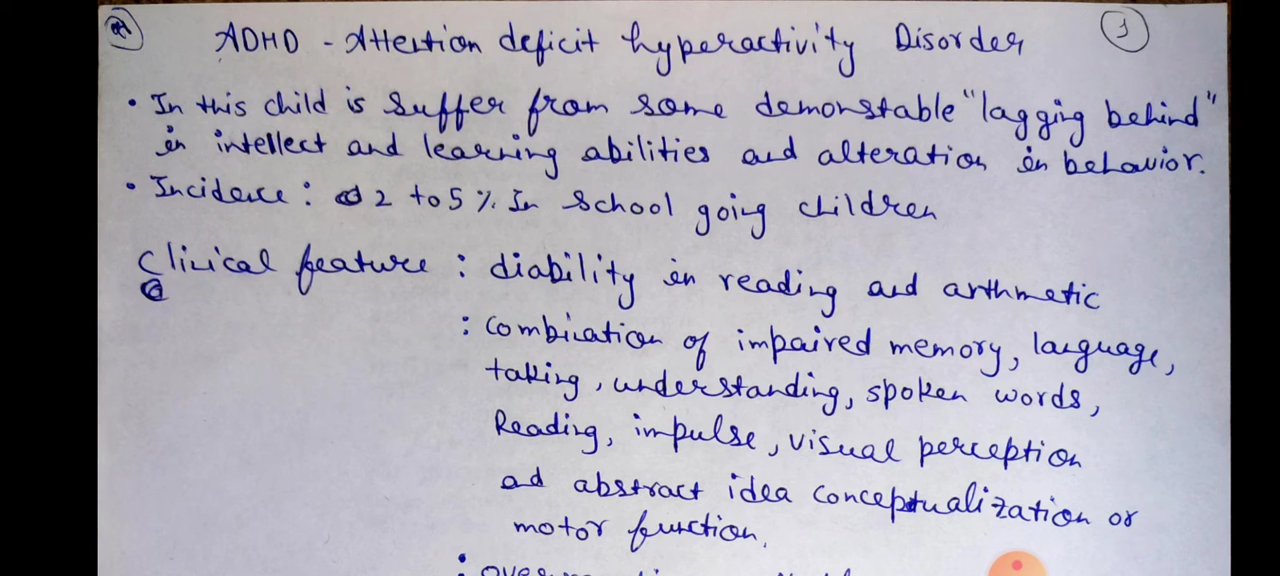 ADHD - Attention deficit hyperactivity Disorder
1
• In this child is suffer from some demonstable "lagging behind"
in intellect and learning abilities and alteration in behavior.
• Incidence: 2 to 5 % In school going children
Clinical feature : diability in reading and arthmetic
: combination of impaired memory, language,
taking, understanding, spoken words,
Reading, impulse, visual perception
ad abstract idea conceptualization or
motor function.